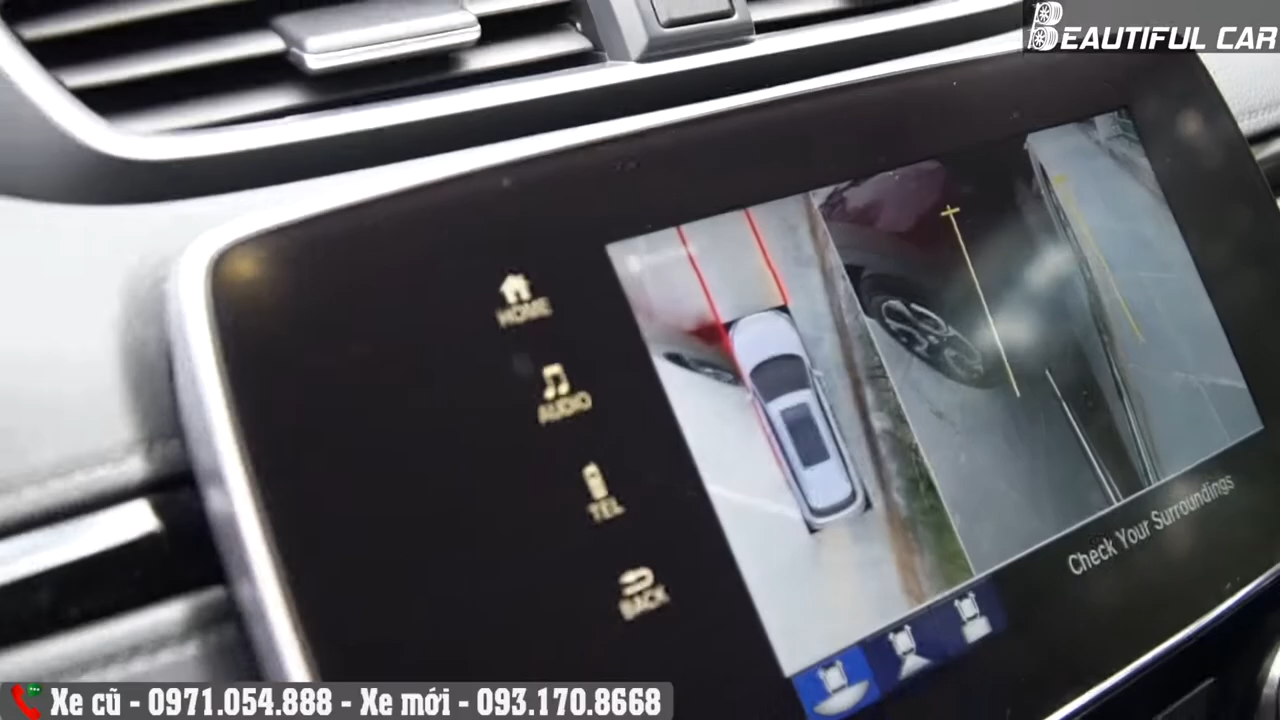 BEAUTIFUL CAR
HOME
AUDIO
TEL
BACK
Check Your Surroundings
Xe cũ - 0971.054.888 - Xe mới - 093.170.8668